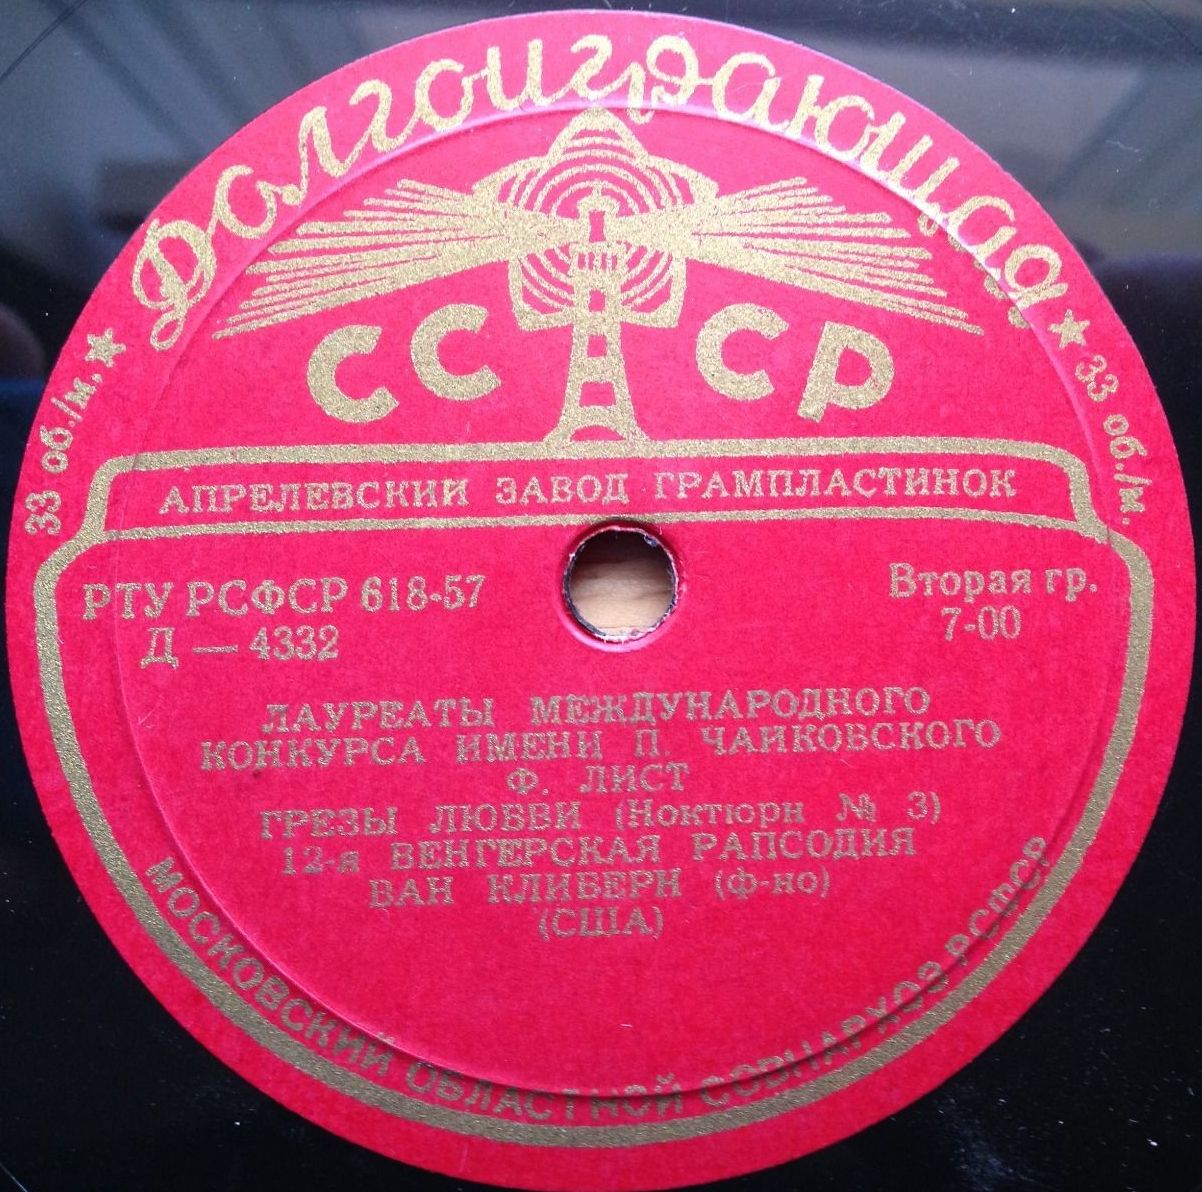 Долгоиграющая
33 об./м. ★
★ 33 об./м.
СССР
АПРЕЛЕВСКИЙ ЗАВОД ГРАМПЛАСТИНОК
РТУ РСФСР 618-57
Д — 4332
Вторая гр.
7-00
ЛАУРЕАТЫ МЕЖДУНАРОДНОГО
КОНКУРСА ИМЕНИ П. ЧАЙКОВСКОГО
Ф. ЛИСТ
ГРЕЗЫ ЛЮБВИ (Ноктюрн № 3)
12-я ВЕНГЕРСКАЯ РАПСОДИЯ
ВАН КЛИБЕРН (ф-но)
(США)
МОСКОВСКИЙ ОБЛАСТНОЙ СОВНАРХОЗ РСФСР